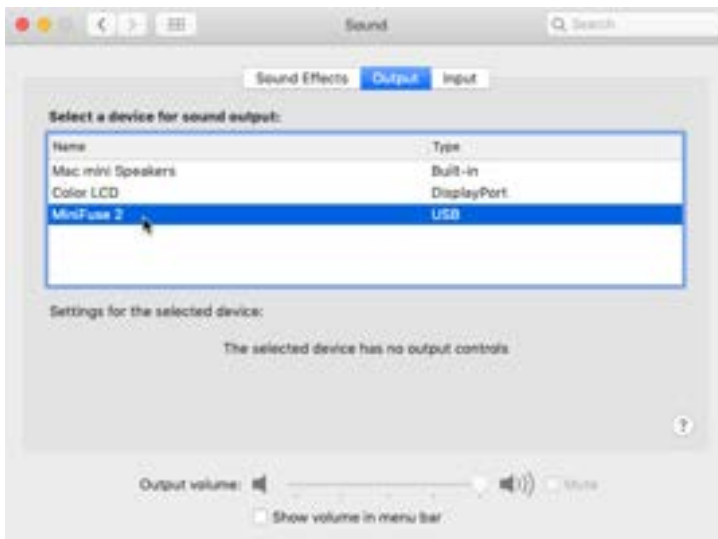 Sound
Search
Sound Effects Output Input
Select a device for sound output:
Name Type
Mac mini Speakers Built-in
Color LCD DisplayPort
MiniFuse 2 USB
Settings for the selected device:
The selected device has no output controls
?
Output volume: Mute
Show volume in menu bar